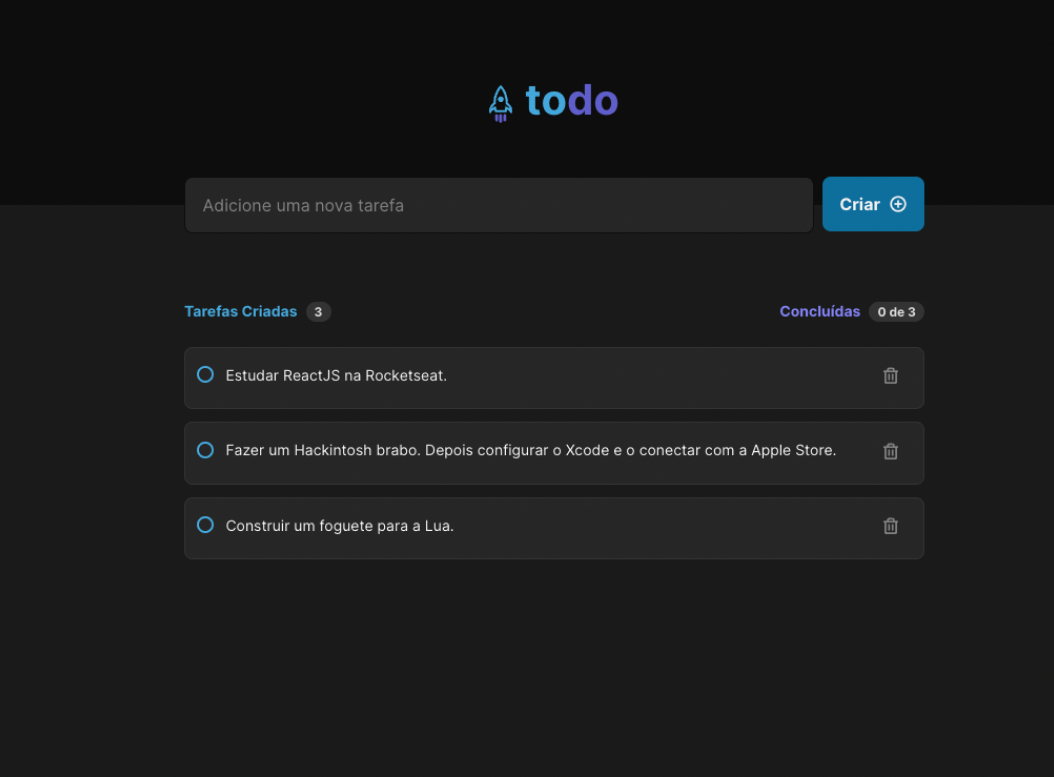 todo
Adicione uma nova tarefa
Criar
Tarefas Criadas 3
Concluídas 0 de 3
Estudar ReactJS na Rocketseat.
Fazer um Hackintosh brabo. Depois configurar o Xcode e o conectar com a Apple Store.
Construir um foguete para a Lua.